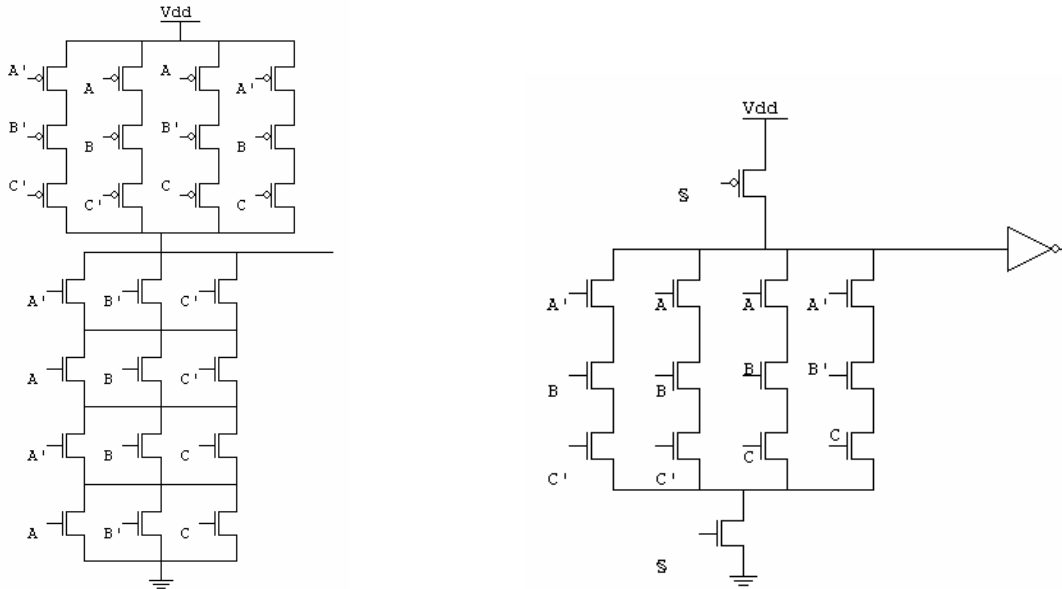 Vdd
A' A A A'
B' B B' B
C' C' C C
A' B' C'
A B C'
A' B C
A B' C
Vdd
S
A' A A A'
B B B B'
C' C' C C
S